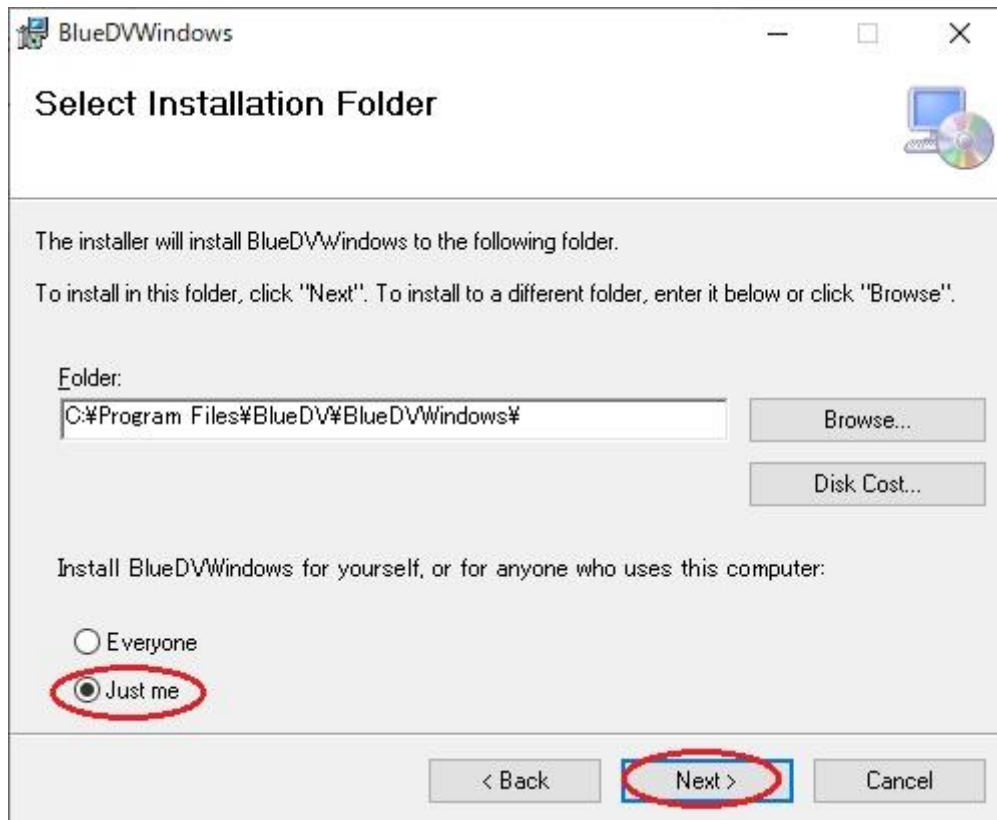 BlueDVWindows
Select Installation Folder
The installer will install BlueDVWindows to the following folder.
To install in this folder, click "Next". To install to a different folder, enter it below or click "Browse".
Folder:
C:¥Program Files¥BlueDV¥BlueDVWindows¥
Browse...
Disk Cost...
Install BlueDVWindows for yourself, or for anyone who uses this computer:
Everyone
Just me
< Back
Next >
Cancel